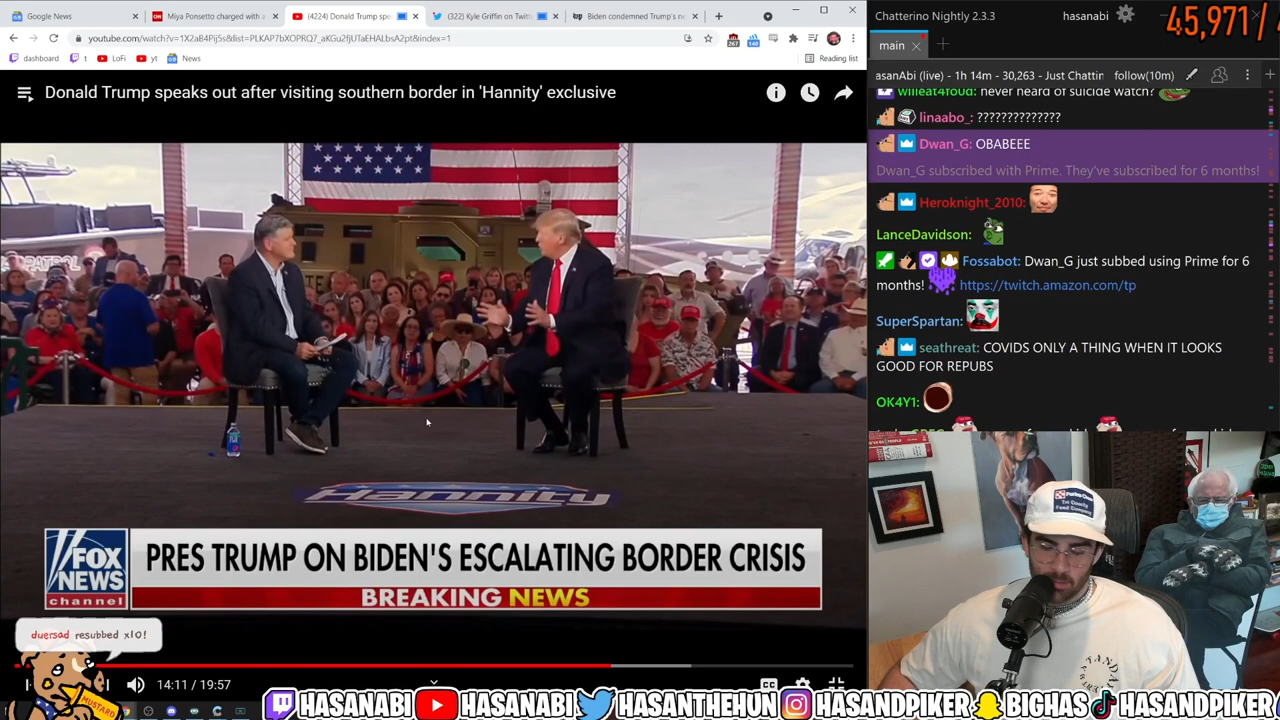 Google News
Miya Ponsetto charged with a
(4224) Donald Trump spe
(322) Kyle Griffin on Twitt
Biden condemned Trump's ne
youtube.com/watch?v=1X2aB4Pij5s&list=PLKAP7bXOPRQ7_aKGu2fjUTaEHALbsA2pt&index=1
dashboard
t
LoFi
yt
News
Reading list
Donald Trump speaks out after visiting southern border in 'Hannity' exclusive
PATROL
Hannity
FOX
NEWS
channel
PRES TRUMP ON BIDEN'S ESCALATING BORDER CRISIS
BREAKING NEWS
duersad resubbed x10!
MUSTARD
14:11 / 19:57
Chatterino Nightly 2.3.3
hasanabi
45,971 /
main
asanAbi (live) - 1h 14m - 30,263 - Just Chattin
follow(10m)
willeat4foud: never heard of suicide watch?
linaabo_: ??????????????
Dwan_G: OBABEEE
Dwan_G subscribed with Prime. They've subscribed for 6 months!
Heroknight_2010:
LanceDavidson:
Fossabot: Dwan_G just subbed using Prime for 6
months! https://twitch.amazon.com/tp
SuperSpartan:
seathreat: COVIDS ONLY A THING WHEN IT LOOKS
GOOD FOR REPUBS
OK4Y1:
HASANABI
HASANABI
HASANTHEHUN
HASANDPIKER
BIGHAS
HASANDPIKER